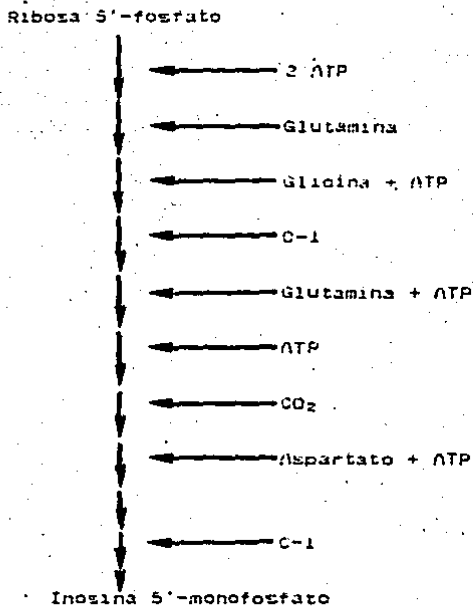 Ribosa 5'-fosfato
2 ATP
Glutamina
Glicina + ATP
C-1
Glutamina + ATP
ATP
CO₂
Aspartato + ATP
C-1
Inosina 5'-monofosfato